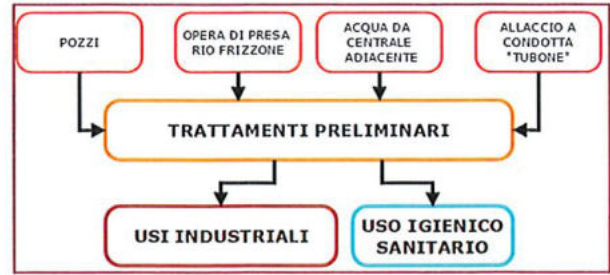 POZZI
OPERA DI PRESA
RIO FRIZZONE
ACQUA DA
CENTRALE
ADIACENTE
ALLACCIO A
CONDOTTA
"TUBONE"
TRATTAMENTI PRELIMINARI
USI INDUSTRIALI
USO IGIENICO
SANITARIO